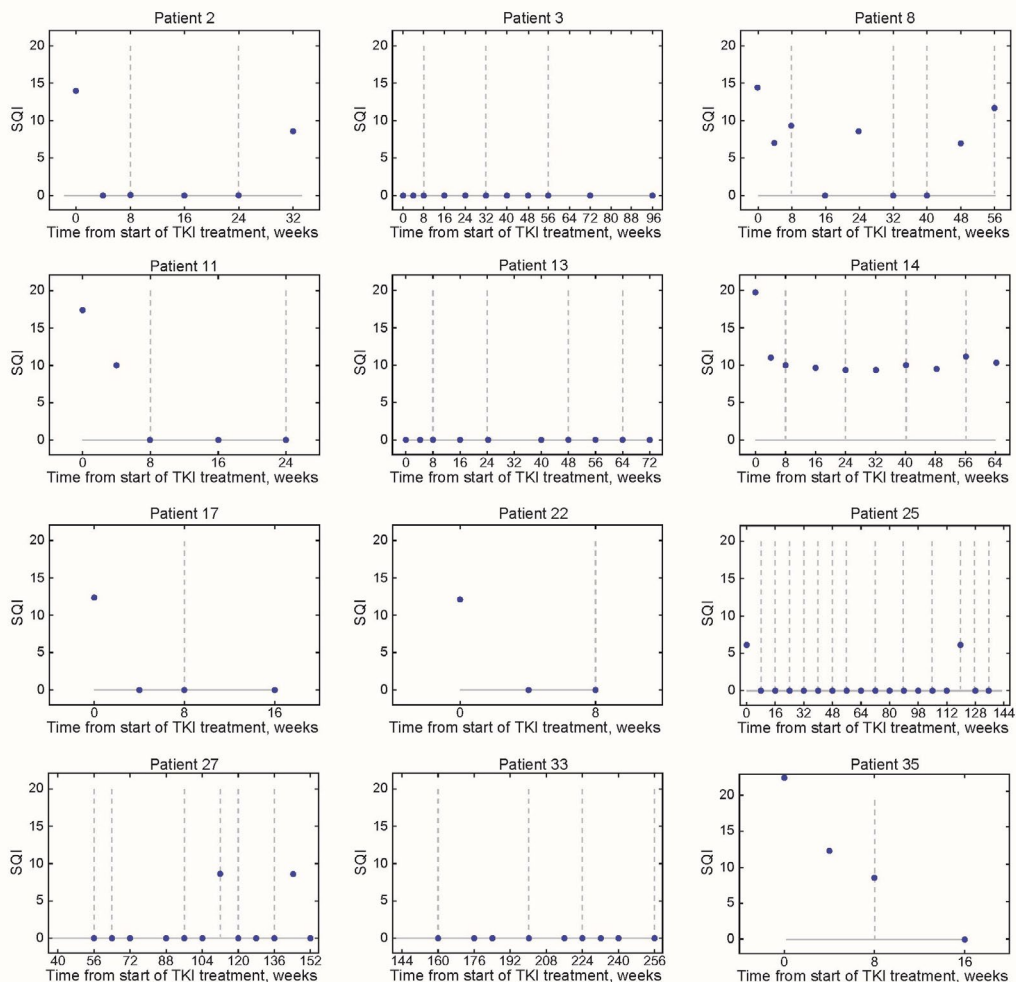 Patient 2
20
15
10
5
0
SQI
0 8 16 24 32
Time from start of TKI treatment, weeks
Patient 3
20
15
10
5
0
SQI
0 8 16 24 32 40 48 56 64 72 80 88 96
Time from start of TKI treatment, weeks
Patient 8
20
15
10
5
0
SQI
0 8 16 24 32 40 48 56
Time from start of TKI treatment, weeks
Patient 11
20
15
10
5
0
SQI
0 8 16 24
Time from start of TKI treatment, weeks
Patient 13
20
15
10
5
0
SQI
0 8 16 24 32 40 48 56 64 72
Time from start of TKI treatment, weeks
Patient 14
20
15
10
5
0
SQI
0 8 16 24 32 40 48 56 64
Time from start of TKI treatment, weeks
Patient 17
20
15
10
5
0
SQI
0 8 16
Time from start of TKI treatment, weeks
Patient 22
20
15
10
5
0
SQI
0 8
Time from start of TKI treatment, weeks
Patient 25
20
15
10
5
0
SQI
0 16 32 48 64 80 98 112 128 144
Time from start of TKI treatment, weeks
Patient 27
20
15
10
5
0
SQI
40 56 72 88 104 120 136 152
Time from start of TKI treatment, weeks
Patient 33
20
15
10
5
0
SQI
144 160 176 192 208 224 240 256
Time from start of TKI treatment, weeks
Patient 35
20
15
10
5
0
SQI
0 8 16
Time from start of TKI treatment, weeks